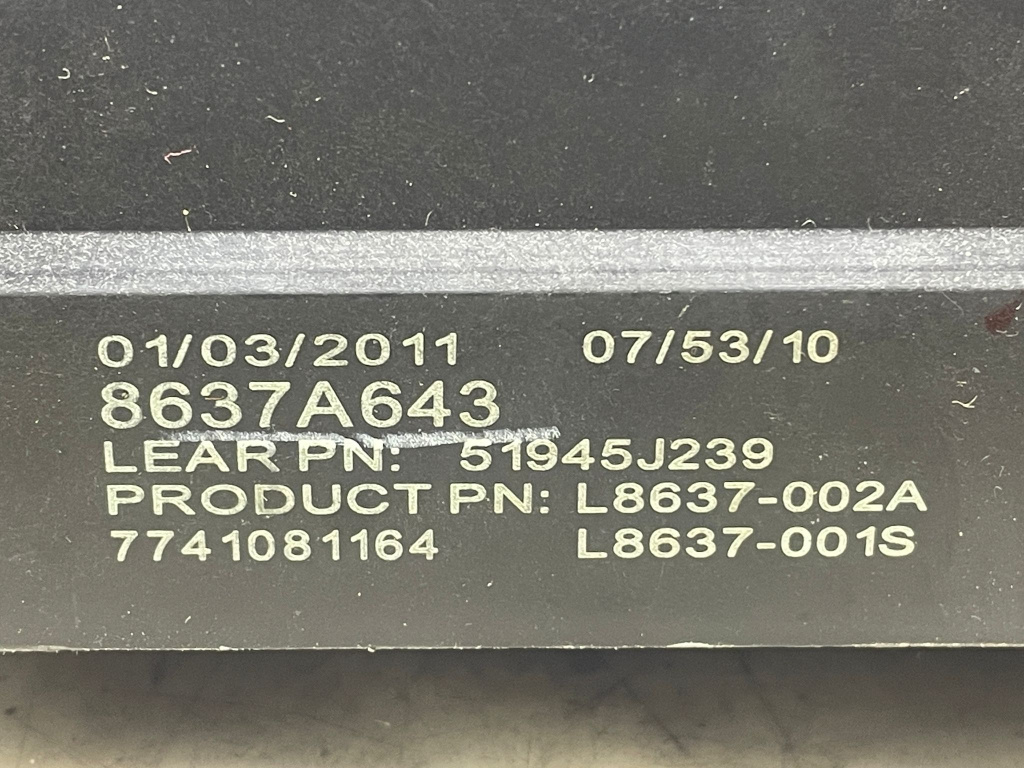 01/03/2011 07/53/10
8637A643
LEAR PN: 51945J239
PRODUCT PN: L8637-002A
7741081164 L8637-001S